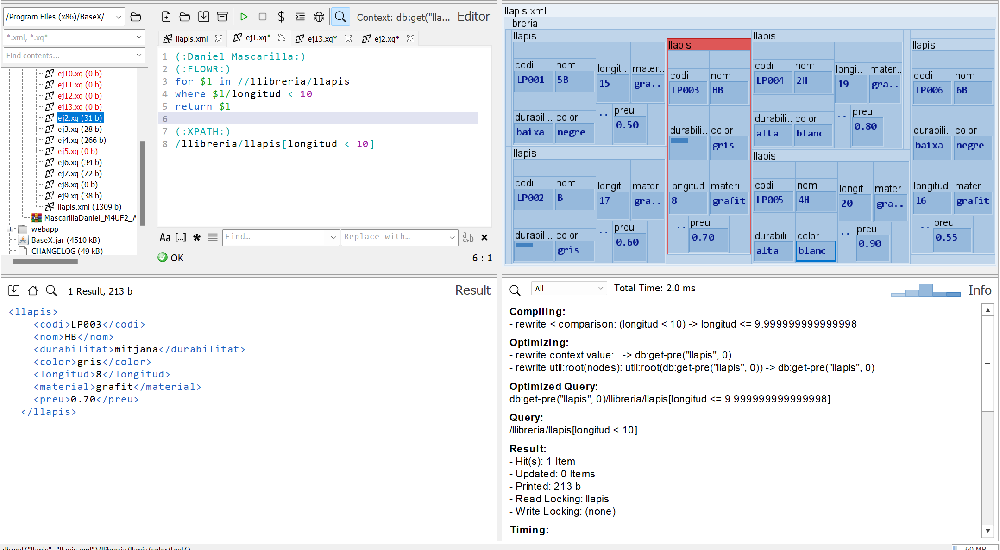 /Program Files (x86)/BaseX/
*.xml, *.xq*
Find contents...
ej10.xq (0 b)
ej11.xq (0 b)
ej12.xq (0 b)
ej13.xq (0 b)
ej2.xq (31 b)
ej3.xq (28 b)
ej4.xq (266 b)
ej5.xq (0 b)
ej6.xq (34 b)
ej7.xq (72 b)
ej8.xq (0 b)
ej9.xq (38 b)
llapis.xml (1309 b)
MascarillaDaniel_M4UF2_A
webapp
BaseX.jar (4510 kB)
CHANGELOG (49 kB)
Context: db:get("lla... Editor
llapis.xml ej1.xq* ej13.xq* ej2.xq*
1 (:Daniel Mascarilla:)
2 (:FLOWR:)
3 for $l in //llibreria/llapis
4 where $l/longitud < 10
5 return $l
6
7 (:XPATH:)
8 /llibreria/llapis[longitud < 10]
Aa [...] * Find... Replace with...
OK 6 : 1
llapis.xml
llibreria
llapis
codi nom longit.. mater..
LP001 5B 15 gra..
durabili.. color .. preu
baixa negre 0.50
llapis
codi nom longit.. mater..
LP002 B 17 gra..
durabili.. color .. preu
gris 0.60
llapis
codi nom
LP003 HB
durabili.. color
gris
longitud materi..
8 grafit
.. preu
0.70
llapis
codi nom longi.. mater..
LP004 2H 19 gra..
durabili.. color .. preu
alta blanc 0.80
llapis
codi nom longit.. mater..
LP005 4H 20 gra..
durabili.. color .. preu
alta blanc 0.90
llapis
codi nom
LP006 6B
durabili.. color
baixa negre
longitud materi..
16 grafit
.. preu
0.55
1 Result, 213 b Result
<llapis>
<codi>LP003</codi>
<nom>HB</nom>
<durabilitat>mitjana</durabilitat>
<color>gris</color>
<longitud>8</longitud>
<material>grafit</material>
<preu>0.70</preu>
</llapis>
All Total Time: 2.0 ms Info
Compiling:
- rewrite < comparison: (longitud < 10) -> longitud <= 9.999999999999998
Optimizing:
- rewrite context value: . -> db:get-pre("llapis", 0)
- rewrite util:root(nodes): util:root(db:get-pre("llapis", 0)) -> db:get-pre("llapis", 0)
Optimized Query:
db:get-pre("llapis", 0)/llibreria/llapis[longitud <= 9.999999999999998]
Query:
/llibreria/llapis[longitud < 10]
Result:
- Hit(s): 1 Item
- Updated: 0 Items
- Printed: 213 b
- Read Locking: llapis
- Write Locking: (none)
Timing:
db:get("llapis", "llapis.xml")/llibreria/llapis/color/text()
69 MB